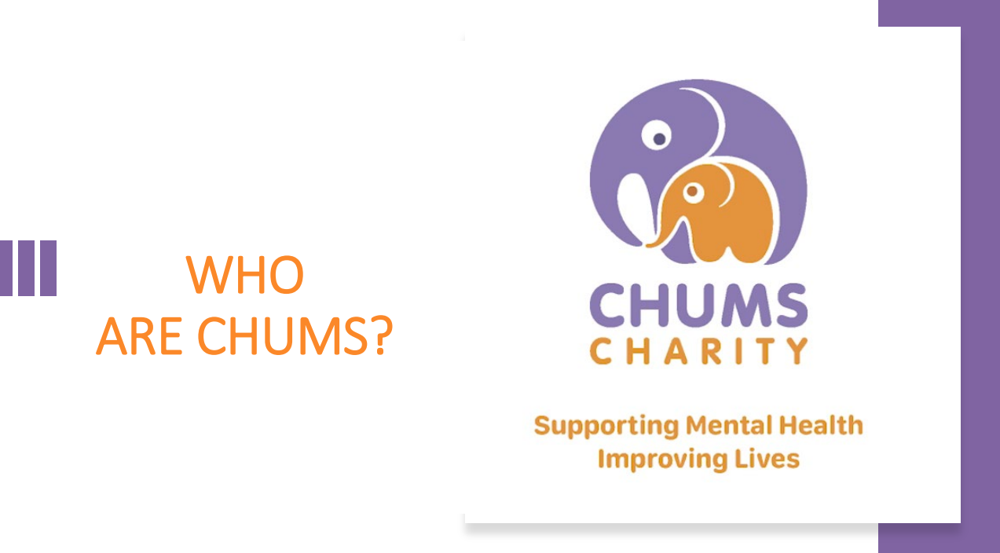 WHO
ARE CHUMS?
CHUMS
CHARITY
Supporting Mental Health
Improving Lives